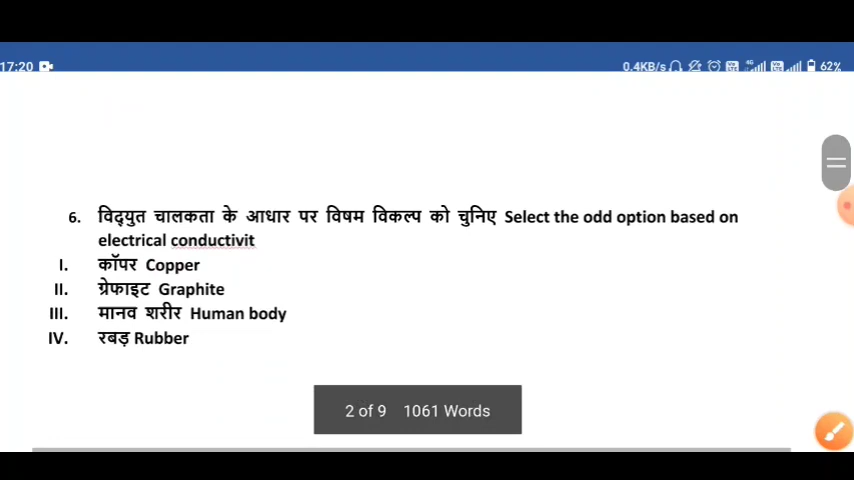 17:20 0.4KB/s 4G 62%
6. विद्युत चालकता के आधार पर विषम विकल्प को चुनिए Select the odd option based on
electrical conductivit
I. कॉपर Copper
II. ग्रेफाइट Graphite
III. मानव शरीर Human body
IV. रबड़ Rubber
2 of 9 1061 Words